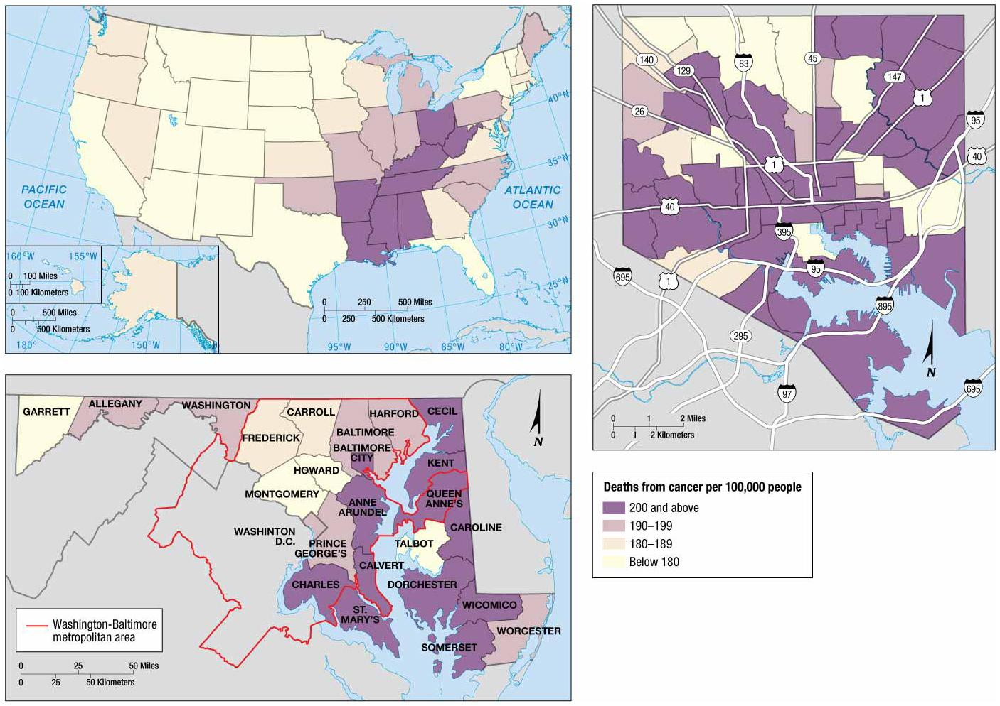 PACIFIC
OCEAN
ATLANTIC
OCEAN
40°N
35°N
30°N
25°N
160°W 155°W
0 100 Miles
0 100 Kilometers
0 500 Miles
0 500 Kilometers
180° 150°W
0 250 500 Miles
0 250 500 Kilometers
95°W 90°W 85°W 80°W
140
129
83
45
147
1
95
26
40
1
40
395
95
695
1
895
295
97
695
N
0 1 2 Miles
0 1 2 Kilometers
GARRETT
ALLEGANY
WASHINGTON
CARROLL
HARFORD
CECIL
FREDERICK
BALTIMORE
BALTIMORE
CITY
HOWARD
KENT
MONTGOMERY
ANNE
ARUNDEL
QUEEN
ANNE'S
WASHINTON
D.C.
CAROLINE
PRINCE
GEORGE'S
TALBOT
CALVERT
CHARLES
DORCHESTER
ST.
MARY'S
WICOMICO
WORCESTER
SOMERSET
N
Washington-Baltimore
metropolitan area
0 25 50 Miles
0 25 50 Kilometers
Deaths from cancer per 100,000 people
200 and above
190–199
180–189
Below 180